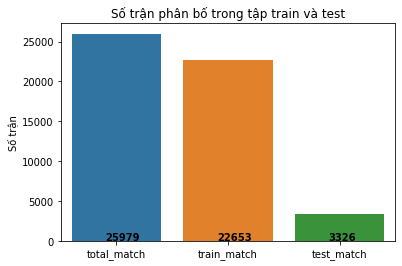 Số trận phân bố trong tập train và test
Số trận
25000
20000
15000
10000
5000
0
25979 22653 3326
total_match train_match test_match